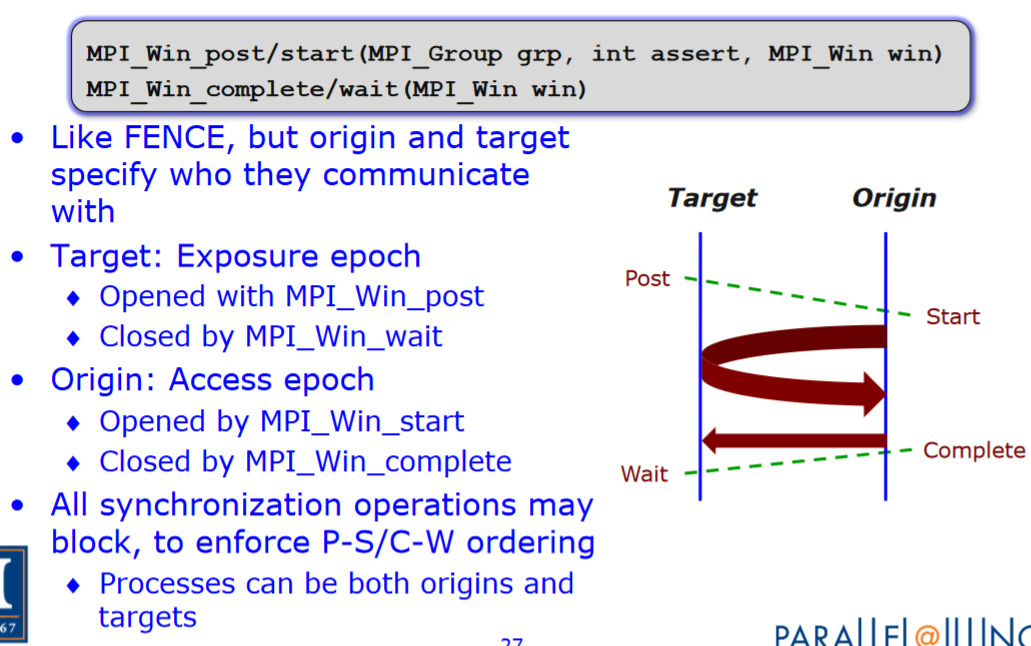 MPI_Win_post/start(MPI_Group grp, int assert, MPI_Win win)
MPI_Win_complete/wait(MPI_Win win)
• Like FENCE, but origin and target
specify who they communicate
with
• Target: Exposure epoch
♦ Opened with MPI_Win_post
♦ Closed by MPI_Win_wait
• Origin: Access epoch
♦ Opened by MPI_Win_start
♦ Closed by MPI_Win_complete
• All synchronization operations may
block, to enforce P-S/C-W ordering
♦ Processes can be both origins and
targets
Target Origin
Post
Start
Complete
Wait
67
27